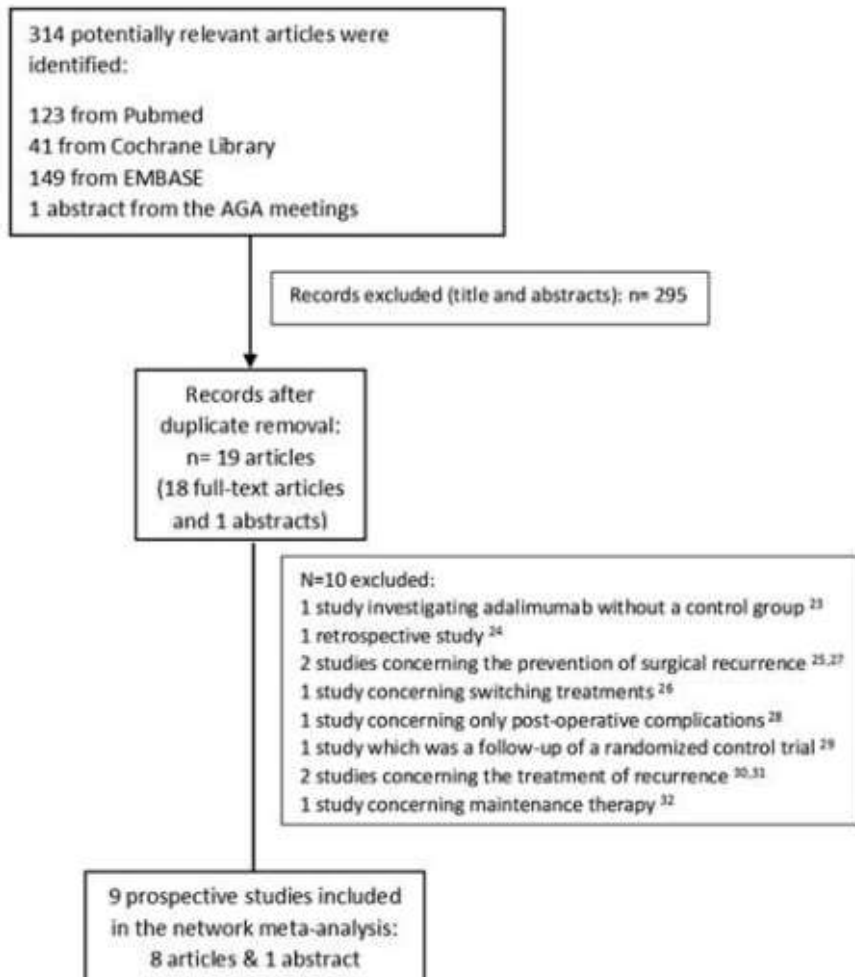 314 potentially relevant articles were
identified:
123 from Pubmed
41 from Cochrane Library
149 from EMBASE
1 abstract from the AGA meetings
Records excluded (title and abstracts): n= 295
Records after
duplicate removal:
n= 19 articles
(18 full-text articles
and 1 abstracts)
N=10 excluded:
1 study investigating adalimumab without a control group 23
1 retrospective study 24
2 studies concerning the prevention of surgical recurrence 25,27
1 study concerning switching treatments 26
1 study concerning only post-operative complications 28
1 study which was a follow-up of a randomized control trial 29
2 studies concerning the treatment of recurrence 30,31
1 study concerning maintenance therapy 32
9 prospective studies included
in the network meta-analysis:
8 articles & 1 abstract